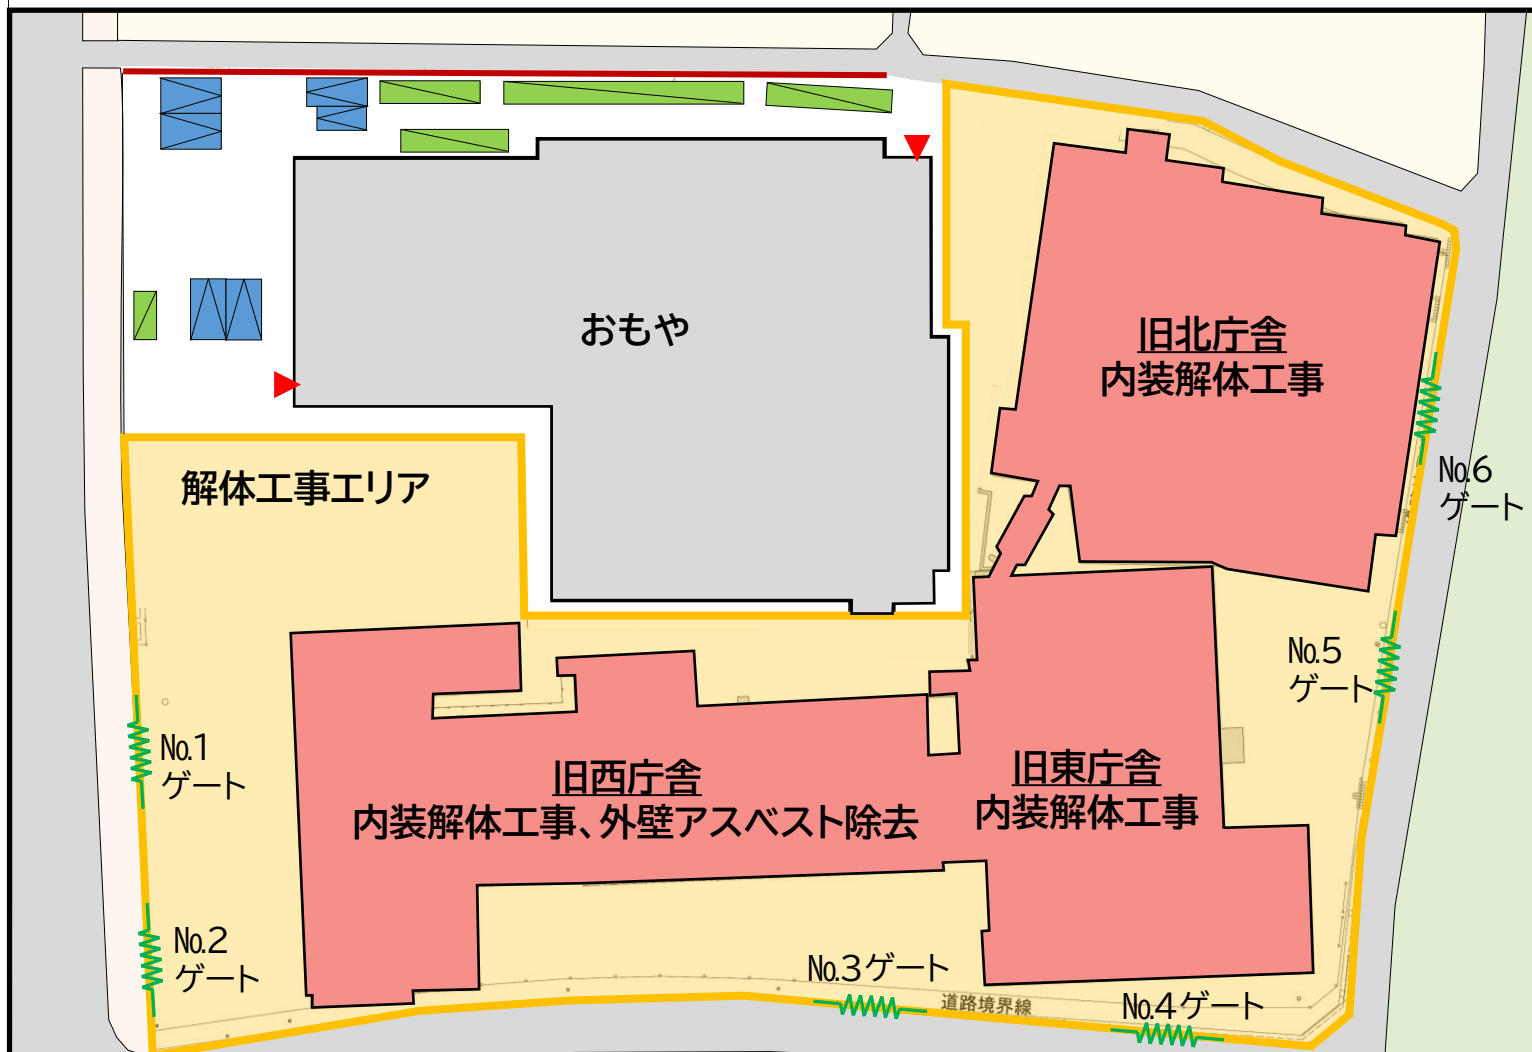 おもや
旧北庁舎
内装解体工事
解体工事エリア
No.6
ゲート
No.5
ゲート
No.1
ゲート
旧西庁舎
内装解体工事、外壁アスベスト除去
旧東庁舎
内装解体工事
No.2
ゲート
No.3ゲート
道路境界線
No.4ゲート